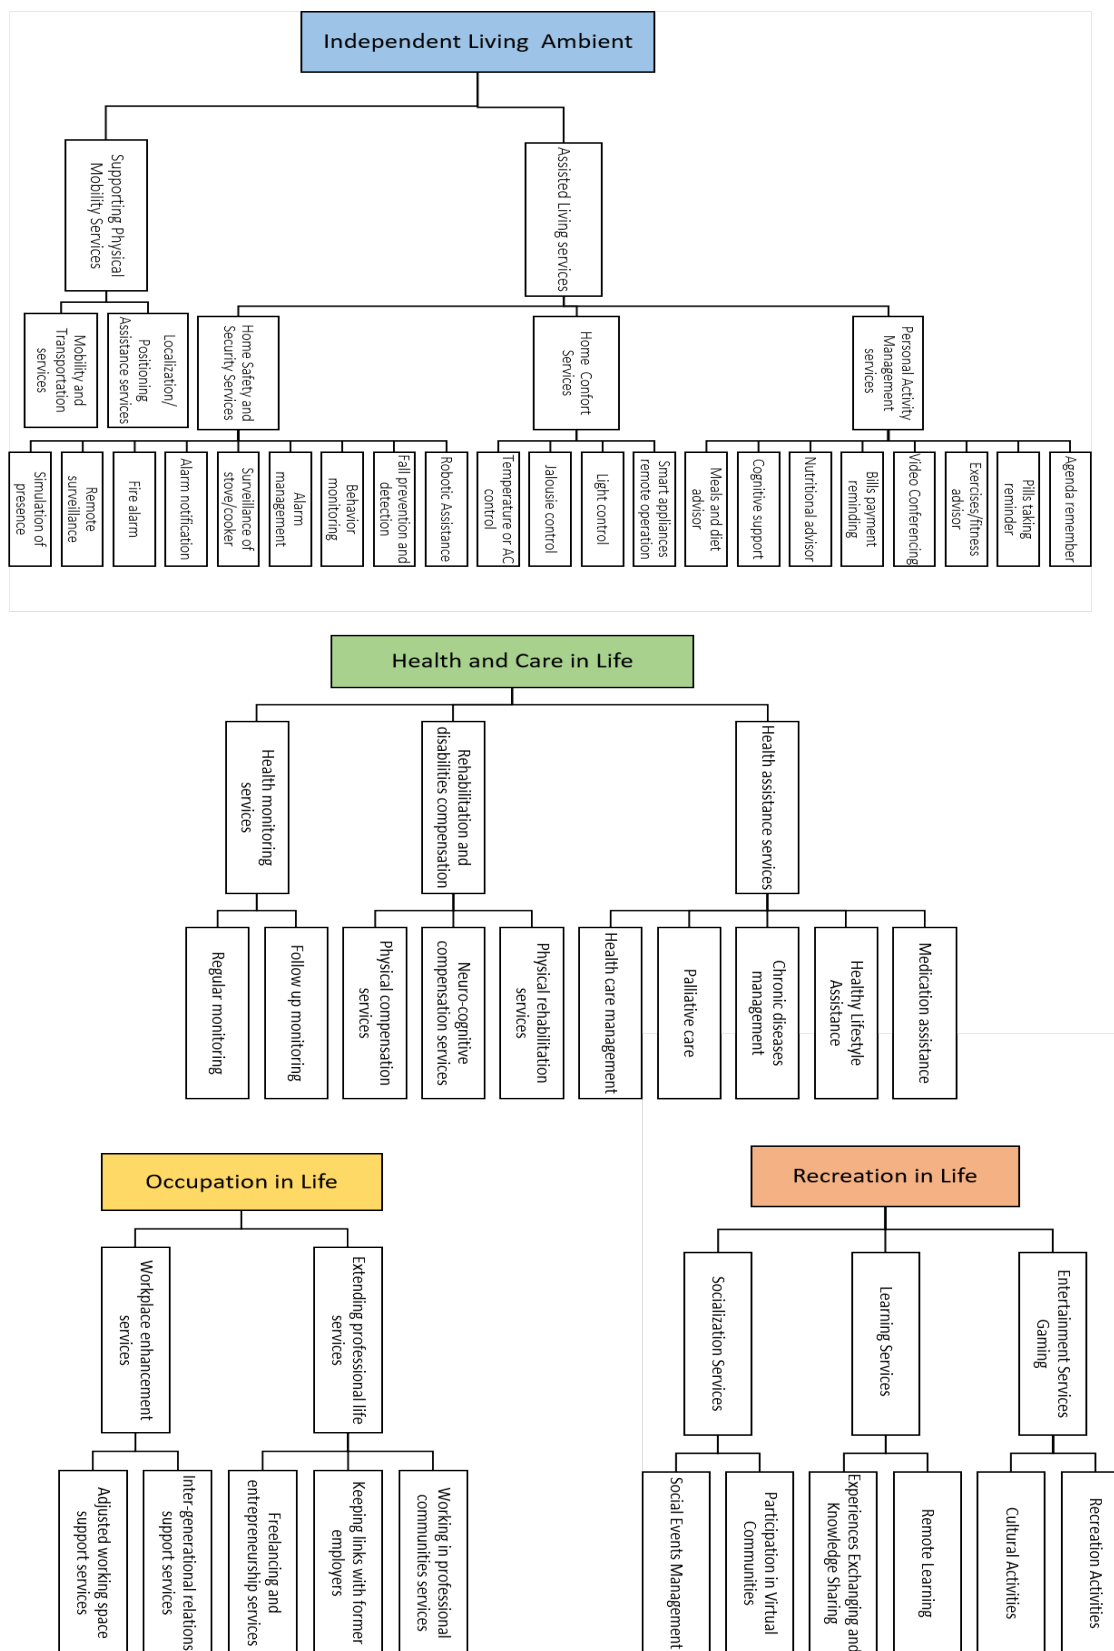 Independent Living  Ambient
Supporting Physical
Mobility Services
Assisted Living services
Mobility and
Transportation
services
Localization/
Positioning
Assistance services
Home Safety and
Security Services
Home Confort
Services
Personal Activity
Management
services
Simulation of
presence
Remote
surveillance
Fire alarm
Alarm notification
Surveillance of
stove/cooker
Alarm
management
Behavior
monitoring
Fall prevention and
detection
Robotic Assistance
Temperature or AC
control
Jalousie control
Light control
Smart appliances
remote operation
Meals and diet
advisor
Cognitive support
Nutritional advisor
Bills payment
reminding
Video Conferencing
Exercises/fitness
advisor
Pills taking
reminder
Agenda remember
Health and Care in Life
Health monitoring
services
Rehabilitation and
disabilities compensation
Health assistance services
Regular monitoring
Follow up monitoring
Physical compensation
services
Neuro-cognitive
compensation services
Physical rehabilitation
services
Health care management
Palliative care
Chronic diseases
management
Healthy Lifestyle
Assistance
Medication assistance
Occupation in Life
Workplace enhancement
services
Extending professional life
services
Adjusted working space
support services
Inter-generational relations
support services
Freelancing and
entrepreneurship services
Keeping links with former
employers
Working in professional
communities services
Recreation in Life
Socialization Services
Learning Services
Entertainment Services
Gaming
Social Events Management
Participation in Virtual
Communities
Experiences Exchanging and
Knowledge Sharing
Remote Learning
Cultural Activities
Recreation Activities